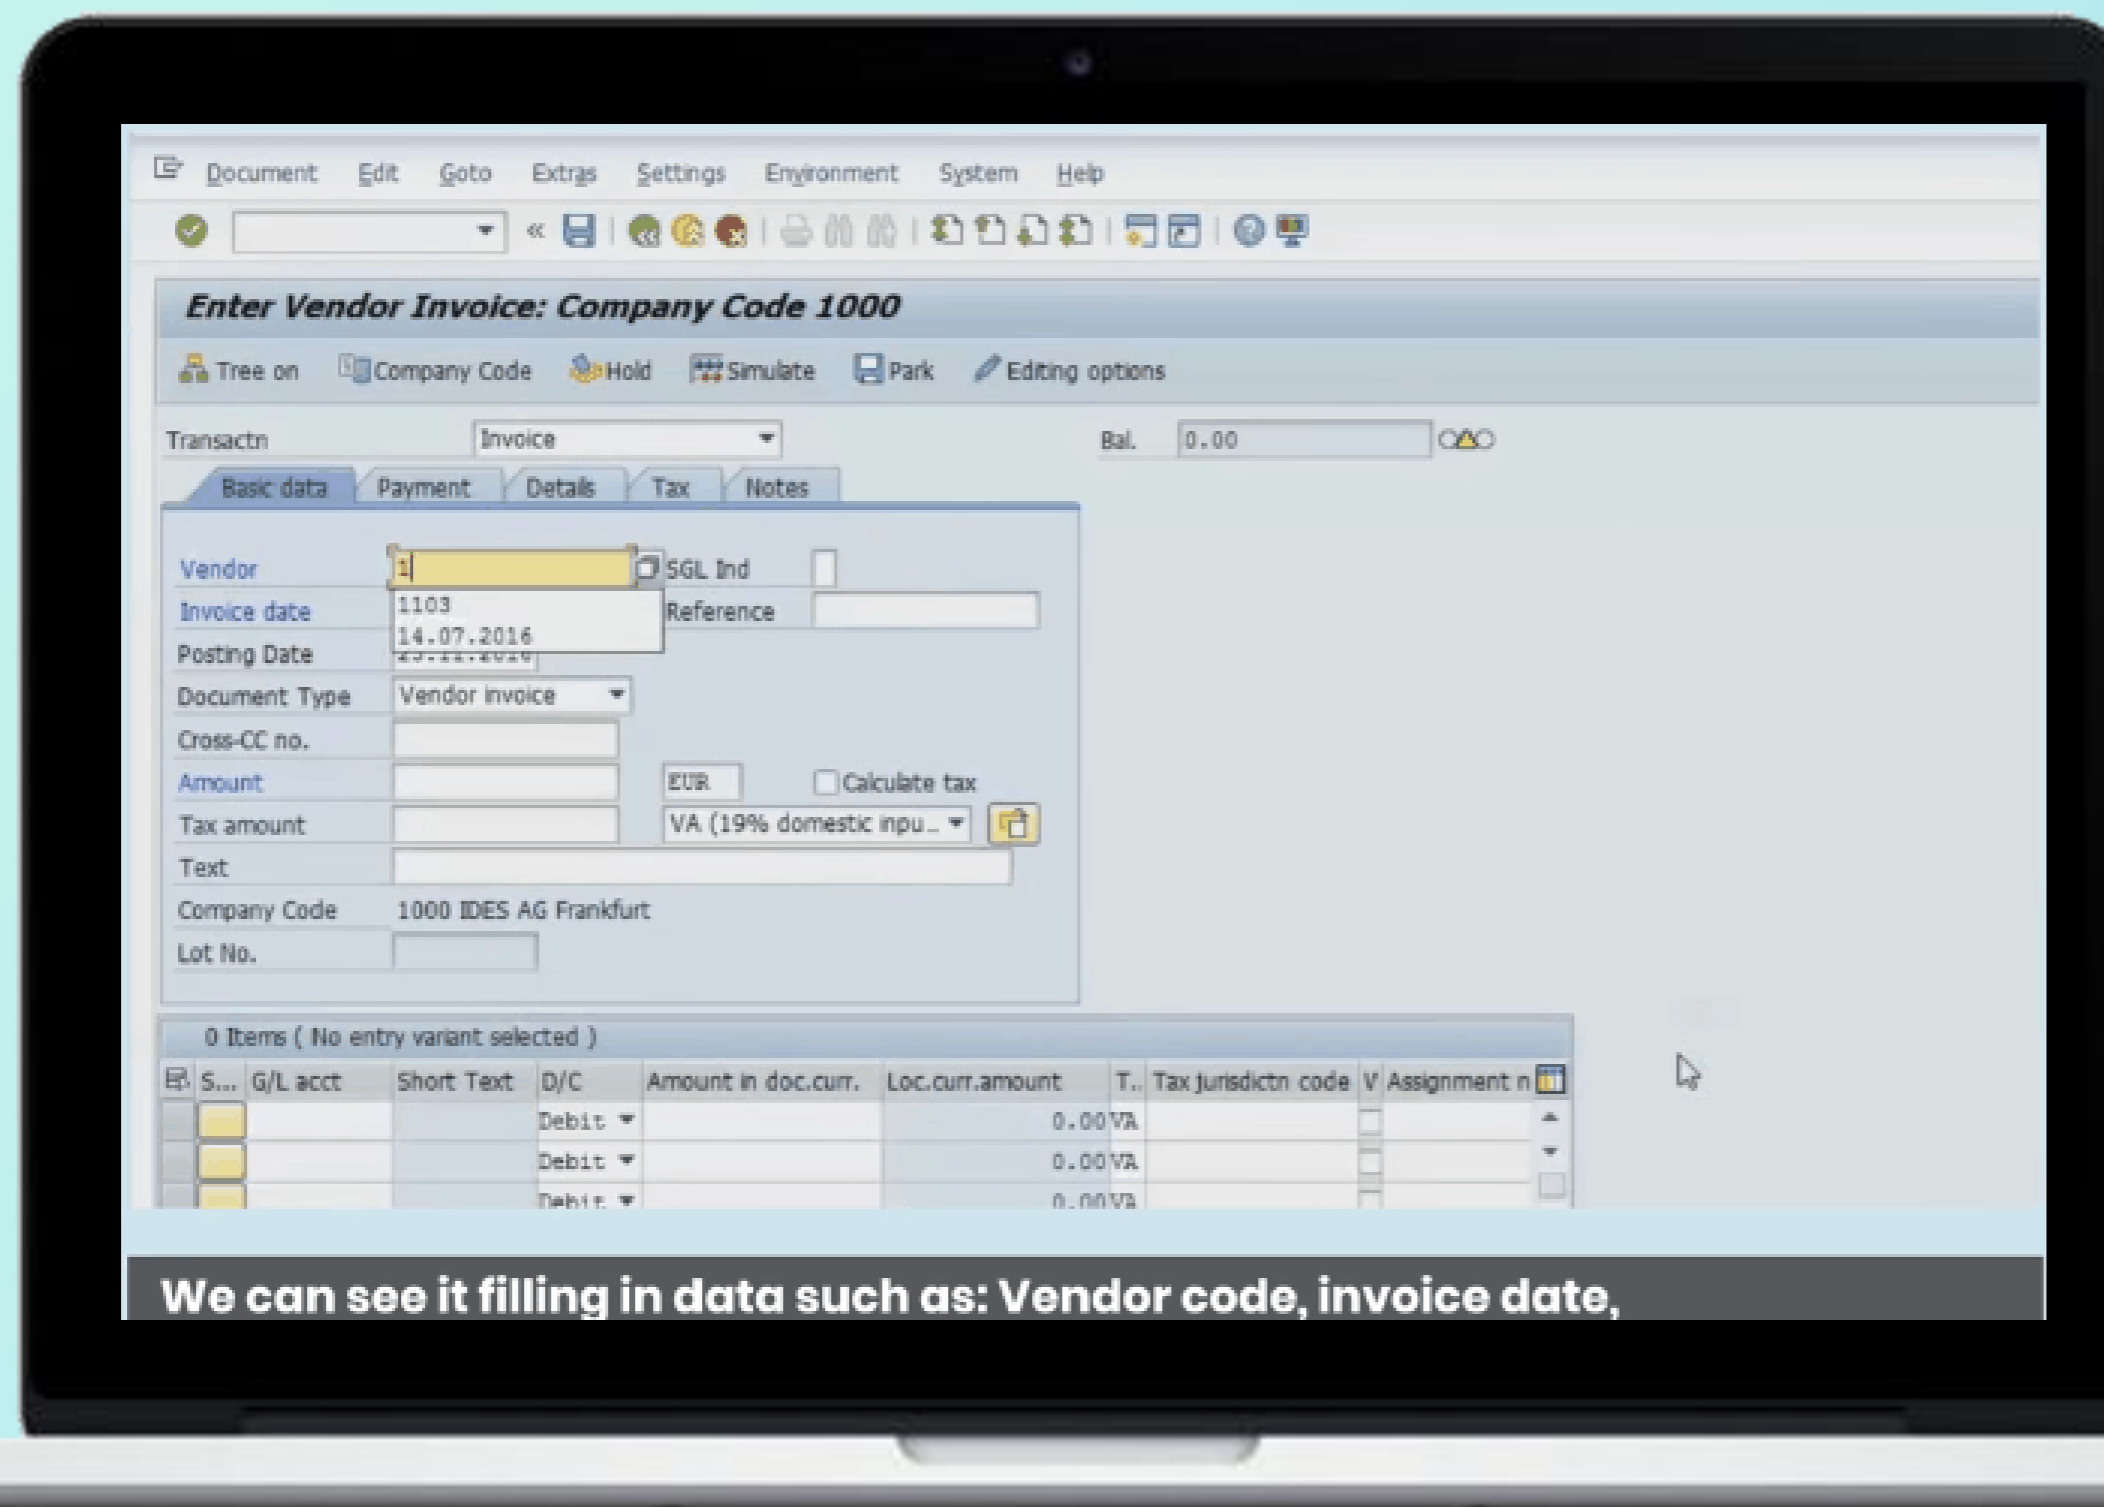 Document Edit Goto Extras Settings Environment System Help
Enter Vendor Invoice: Company Code 1000
Tree on Company Code Hold Simulate Park Editing options
Transactn Invoice Bal. 0.00
Basic data Payment Details Tax Notes
Vendor 1 SGL Ind
1103
Invoice date Reference
14.07.2016
Posting Date
Document Type Vendor invoice
Cross-CC no.
Amount EUR Calculate tax
Tax amount VA (19% domestic inpu...
Text
Company Code 1000 IDES AG Frankfurt
Lot No.
0 Items ( No entry variant selected )
S... G/L acct Short Text D/C Amount in doc.curr. Loc.curr.amount T.. Tax jurisdictn code V Assignment n
Debit 0.00 VA
Debit 0.00 VA
Debit 0.00 VA
We can see it filling in data such as: Vendor code, invoice date,